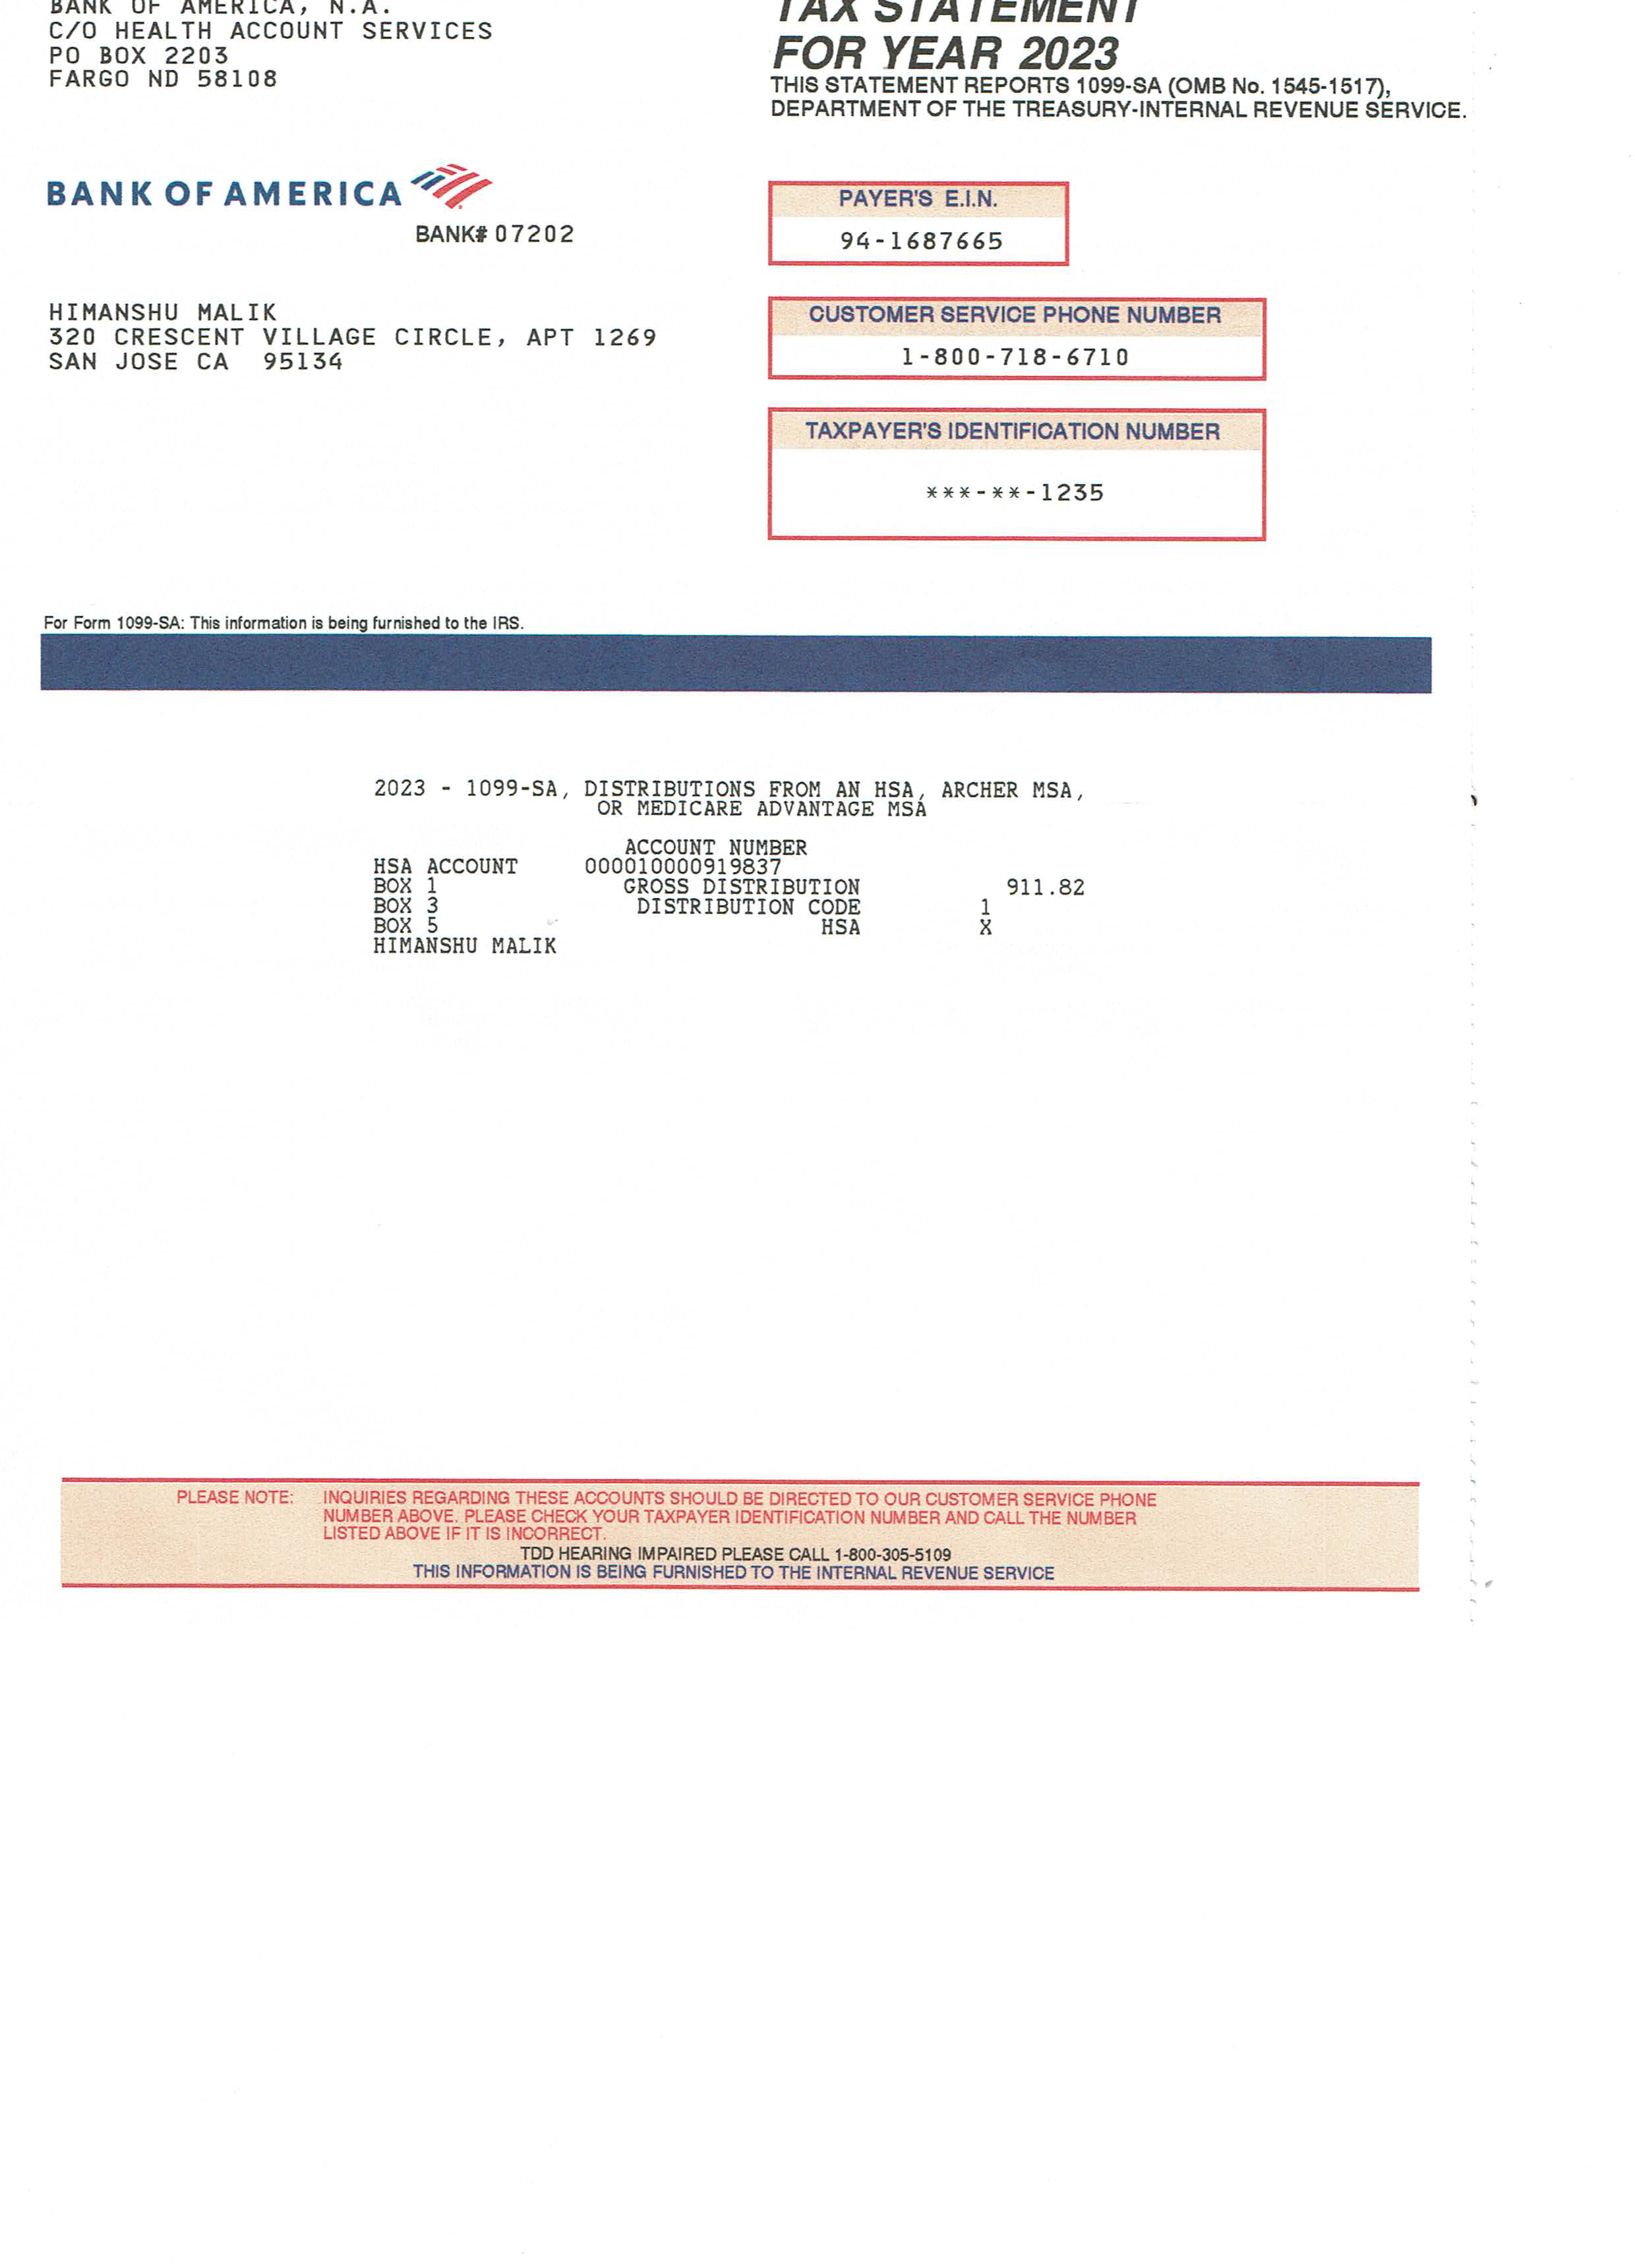 BANK OF AMERICA, N.A.
C/O HEALTH ACCOUNT SERVICES
PO BOX 2203
FARGO ND 58108
TAX STATEMENT
FOR YEAR 2023
THIS STATEMENT REPORTS 1099-SA (OMB No. 1545-1517),
DEPARTMENT OF THE TREASURY-INTERNAL REVENUE SERVICE.
BANK OF AMERICA
BANK# 07202
PAYER'S E.I.N.
94-1687665
HIMANSHU MALIK
320 CRESCENT VILLAGE CIRCLE, APT 1269
SAN JOSE CA 95134
CUSTOMER SERVICE PHONE NUMBER
1-800-718-6710
TAXPAYER'S IDENTIFICATION NUMBER
***-**-1235
For Form 1099-SA: This information is being furnished to the IRS.
2023 - 1099-SA, DISTRIBUTIONS FROM AN HSA, ARCHER MSA,
OR MEDICARE ADVANTAGE MSA
ACCOUNT NUMBER
HSA ACCOUNT 000010000919837
BOX 1 GROSS DISTRIBUTION 911.82
BOX 3 DISTRIBUTION CODE 1
BOX 5 HSA X
HIMANSHU MALIK
PLEASE NOTE: INQUIRIES REGARDING THESE ACCOUNTS SHOULD BE DIRECTED TO OUR CUSTOMER SERVICE PHONE
NUMBER ABOVE. PLEASE CHECK YOUR TAXPAYER IDENTIFICATION NUMBER AND CALL THE NUMBER
LISTED ABOVE IF IT IS INCORRECT.
TDD HEARING IMPAIRED PLEASE CALL 1-800-305-5109
THIS INFORMATION IS BEING FURNISHED TO THE INTERNAL REVENUE SERVICE